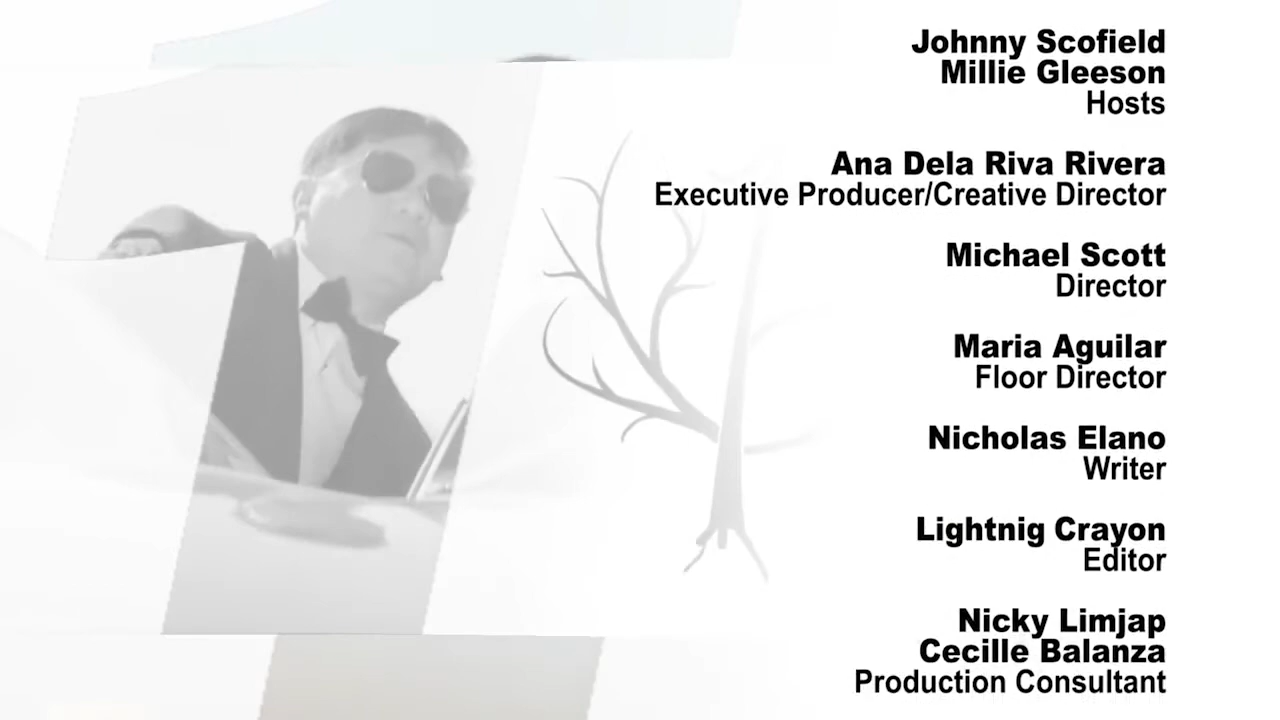 Johnny Scofield
Millie Gleeson
Hosts
Ana Dela Riva Rivera
Executive Producer/Creative Director
Michael Scott
Director
Maria Aguilar
Floor Director
Nicholas Elano
Writer
Lightnig Crayon
Editor
Nicky Limjap
Cecille Balanza
Production Consultant